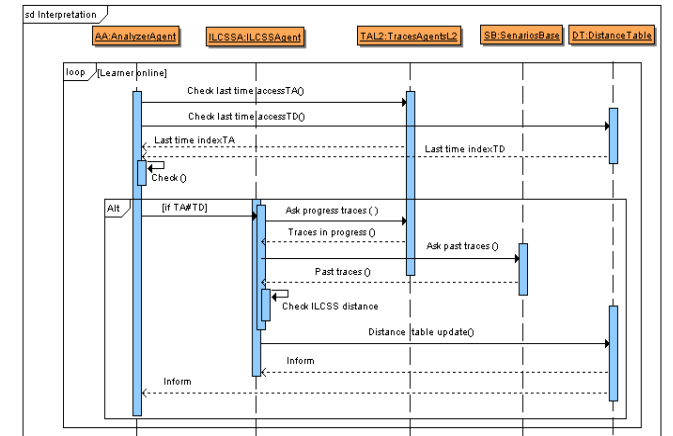 sd Interpretation
AA:AnalyzerAgent
ILCSSA:ILCSSAgent
TAL2:TracesAgentsL2
SB:SenariosBase
DT:DistanceTable
loop
[Learner online]
Check last time accessTA()
Check last time accessTD()
Last time indexTA
Last time indexTD
Check ()
Alt
[if TA#TD]
Ask progress traces ( )
Traces in progress ()
Ask past traces ()
Past traces ()
Check ILCSS distance
Distance table update()
Inform
Inform